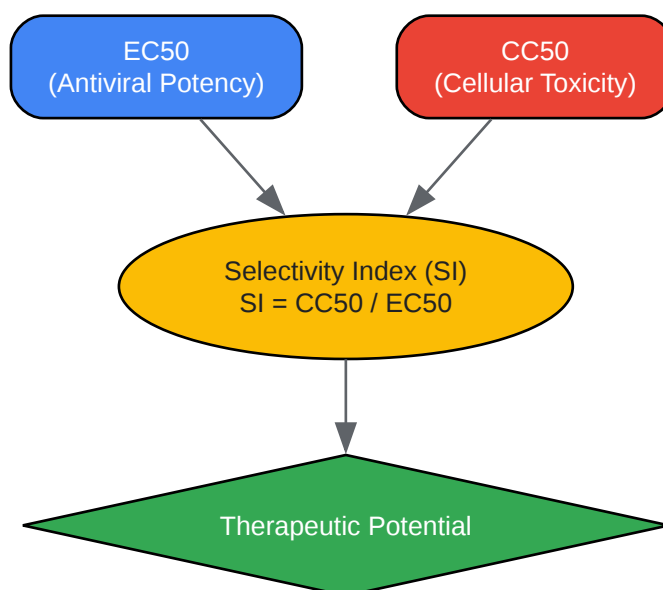 EC50
(Antiviral Potency)
CC50
(Cellular Toxicity)
Selectivity Index (SI)
SI = CC50 / EC50
Therapeutic Potential